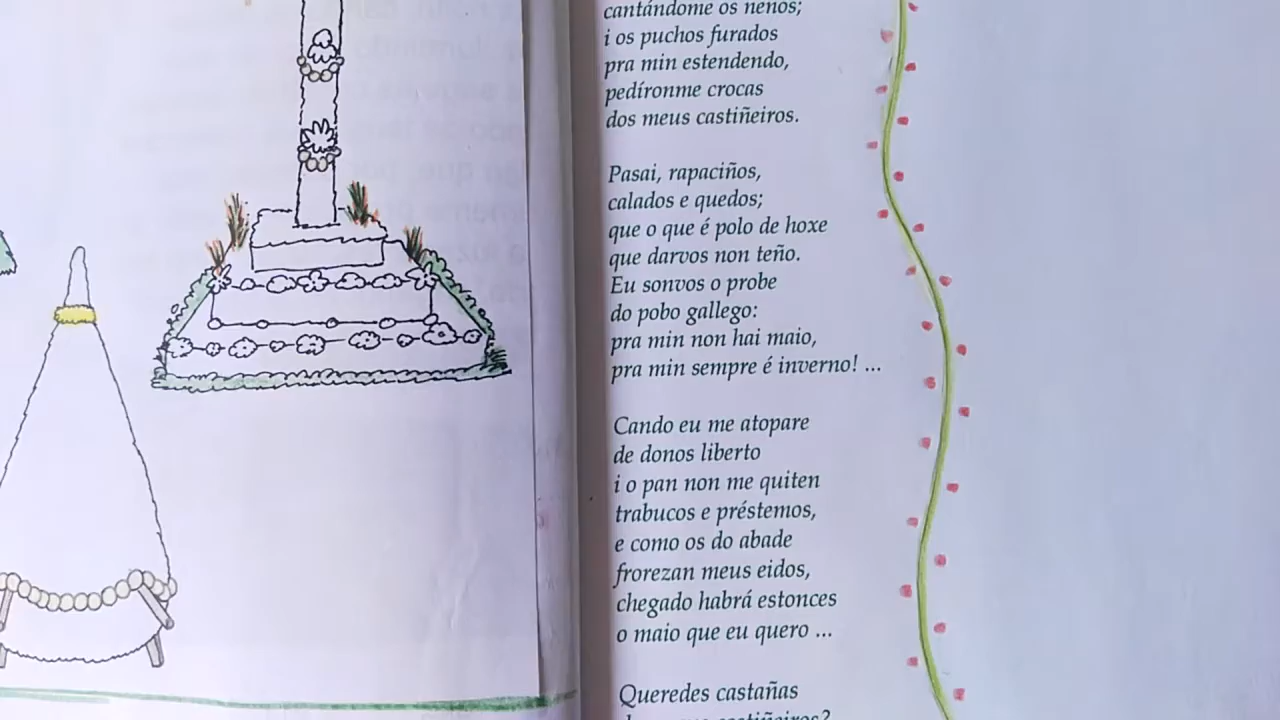 cantándome os nenos;
i os puchos furados
pra min estendendo,
pedíronme crocas
dos meus castiñeiros.
Pasai, rapaciños,
calados e quedos;
que o que é polo de hoxe
que darvos non teño.
Eu sonvos o probe
do pobo gallego:
pra min non hai maio,
pra min sempre é inverno! ...
Cando eu me atopare
de donos liberto
i o pan non me quiten
trabucos e préstemos,
e como os do abade
frorezan meus eidos,
chegado habrá estonces
o maio que eu quero ...
Queredes castañas
castiñeiros?